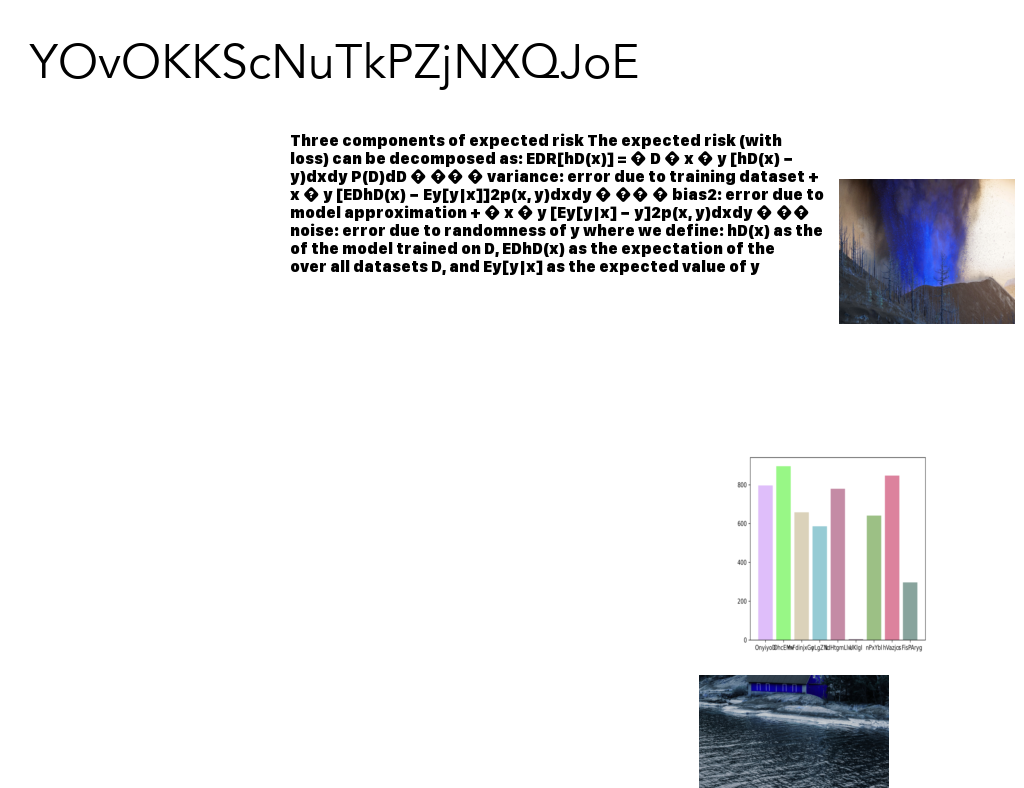 YOvOKKScNuTkPZjNXQJoE
Three components of expected risk The expected risk (with
loss) can be decomposed as: EDR[hD(x)] = � D � x � y [hD(x) −
y)dxdy P(D)dD � �� � variance: error due to training dataset +
x � y [EDhD(x) − Ey[y|x]]2p(x, y)dxdy � �� � bias2: error due to
model approximation + � x � y [Ey[y|x] − y]2p(x, y)dxdy � ��
noise: error due to randomness of y where we define: hD(x) as the
of the model trained on D, EDhD(x) as the expectation of the
over all datasets D, and Ey[y|x] as the expected value of y
800
600
400
200
0
nPxYbl hVazjcs FisPAryg